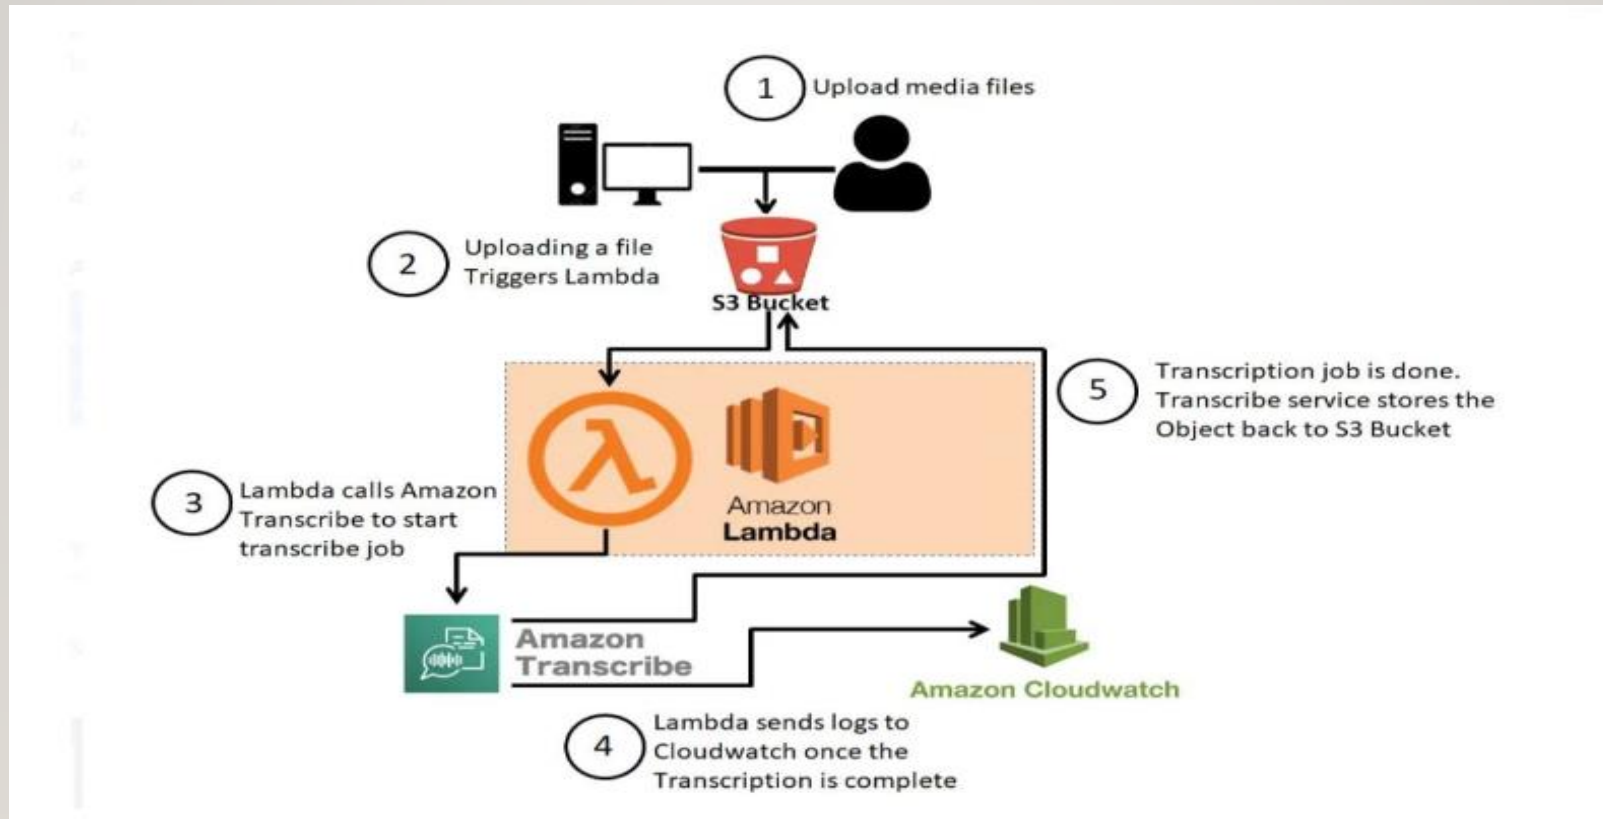 1
Upload media files
2
Uploading a file
Triggers Lambda
S3 Bucket
5
Transcription job is done.
Transcribe service stores the
Object back to S3 Bucket
λ
Amazon
Lambda
3
Lambda calls Amazon
Transcribe to start
transcribe job
Amazon
Transcribe
Amazon Cloudwatch
4
Lambda sends logs to
Cloudwatch once the
Transcription is complete